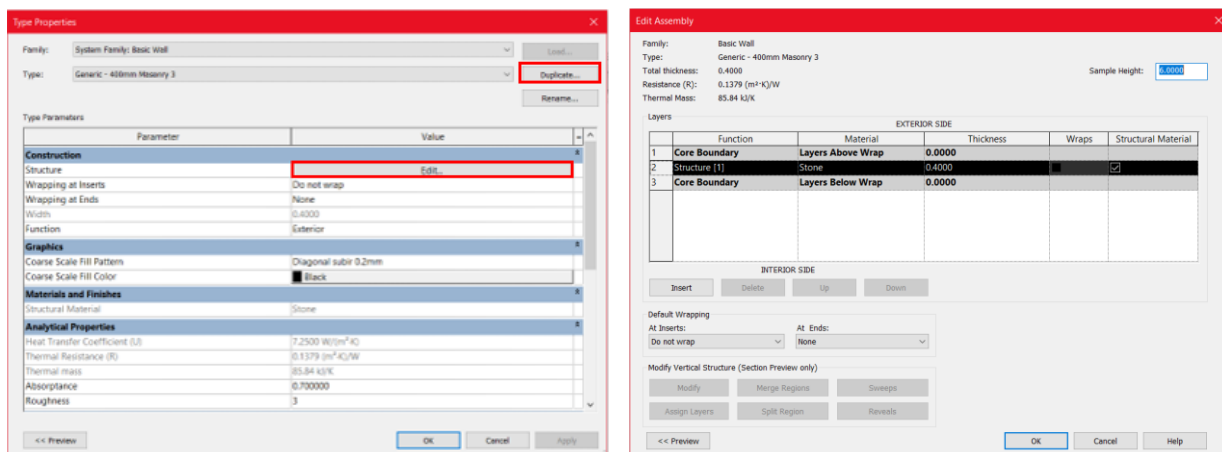 Type Properties
Family: System Family: Basic Wall Load...
Type: Generic - 400mm Masonry 3 Duplicate...
Rename...
Type Parameters
Parameter Value =
Construction
Structure Edit...
Wrapping at Inserts Do not wrap
Wrapping at Ends None
Width 0.4000
Function Exterior
Graphics
Coarse Scale Fill Pattern Diagonal subir 0.2mm
Coarse Scale Fill Color Black
Materials and Finishes
Structural Material Stone
Analytical Properties
Heat Transfer Coefficient (U) 7.2500 W/(m²·K)
Thermal Resistance (R) 0.1379 (m²·K)/W
Thermal mass 85.84 kJ/K
Absorptance 0.700000
Roughness 3
<< Preview OK Cancel Apply
Edit Assembly
Family: Basic Wall
Type: Generic - 400mm Masonry 3
Total thickness: 0.4000 Sample Height: 6.0000
Resistance (R): 0.1379 (m²·K)/W
Thermal Mass: 85.84 kJ/K
Layers
EXTERIOR SIDE
Function Material Thickness Wraps Structural Material
1 Core Boundary Layers Above Wrap 0.0000
2 Structure [1] Stone 0.4000
3 Core Boundary Layers Below Wrap 0.0000
INTERIOR SIDE
Insert Delete Up Down
Default Wrapping
At Inserts: At Ends:
Do not wrap None
Modify Vertical Structure (Section Preview only)
Modify Merge Regions Sweeps
Assign Layers Split Region Reveals
<< Preview OK Cancel Help